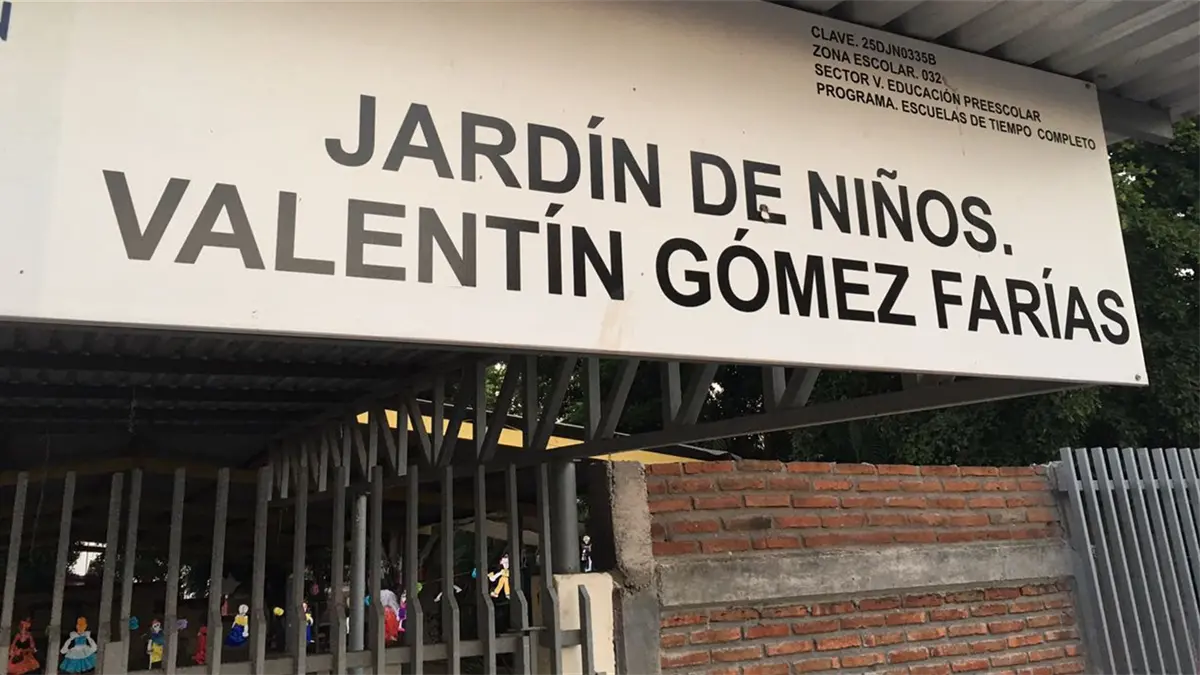 CLAVE. 25DJN0335B
ZONA ESCOLAR. 032
SECTOR V. EDUCACIÓN PREESCOLAR
PROGRAMA. ESCUELAS DE TIEMPO COMPLETO
JARDÍN DE NIÑOS.
VALENTÍN GÓMEZ FARÍAS